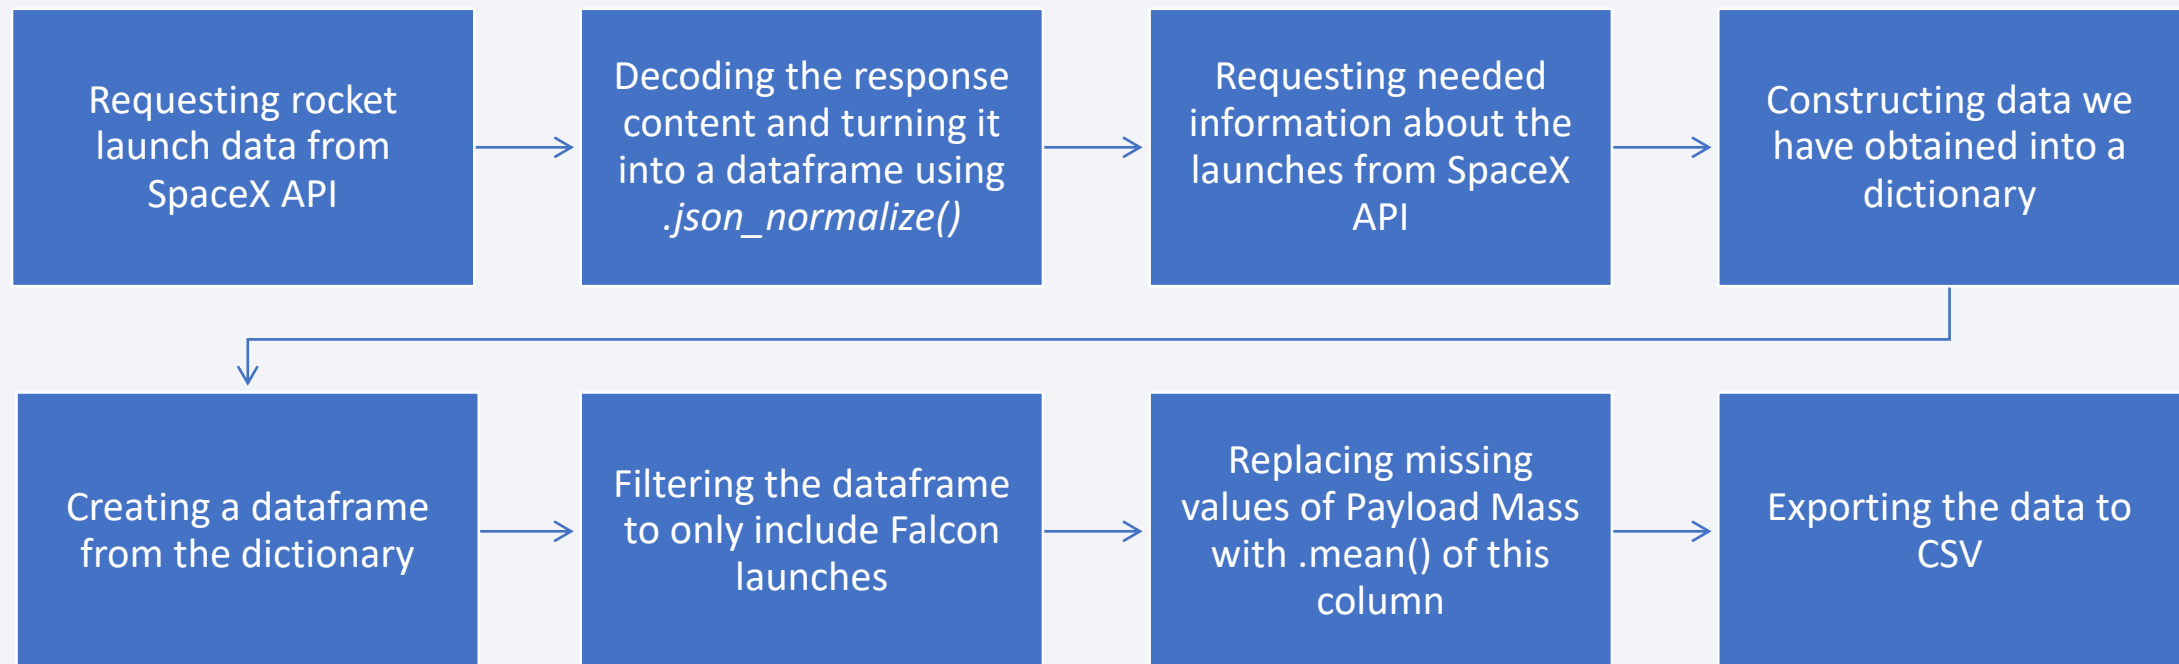 Requesting rocket
launch data from
SpaceX API
Decoding the response
content and turning it
into a dataframe using
.json_normalize()
Requesting needed
information about the
launches from SpaceX
API
Constructing data we
have obtained into a
dictionary
Creating a dataframe
from the dictionary
Filtering the dataframe
to only include Falcon
launches
Replacing missing
values of Payload Mass
with .mean() of this
column
Exporting the data to
CSV